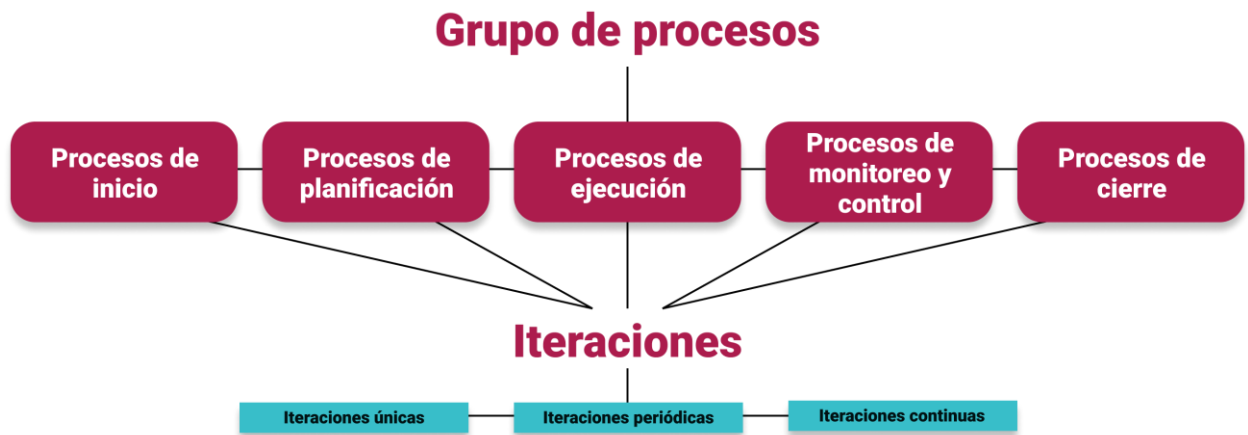 Grupo de procesos
Procesos de
inicio
Procesos de
planificación
Procesos de
ejecución
Procesos de
monitoreo y
control
Procesos de
cierre
Iteraciones
Iteraciones únicas
Iteraciones periódicas
Iteraciones continuas